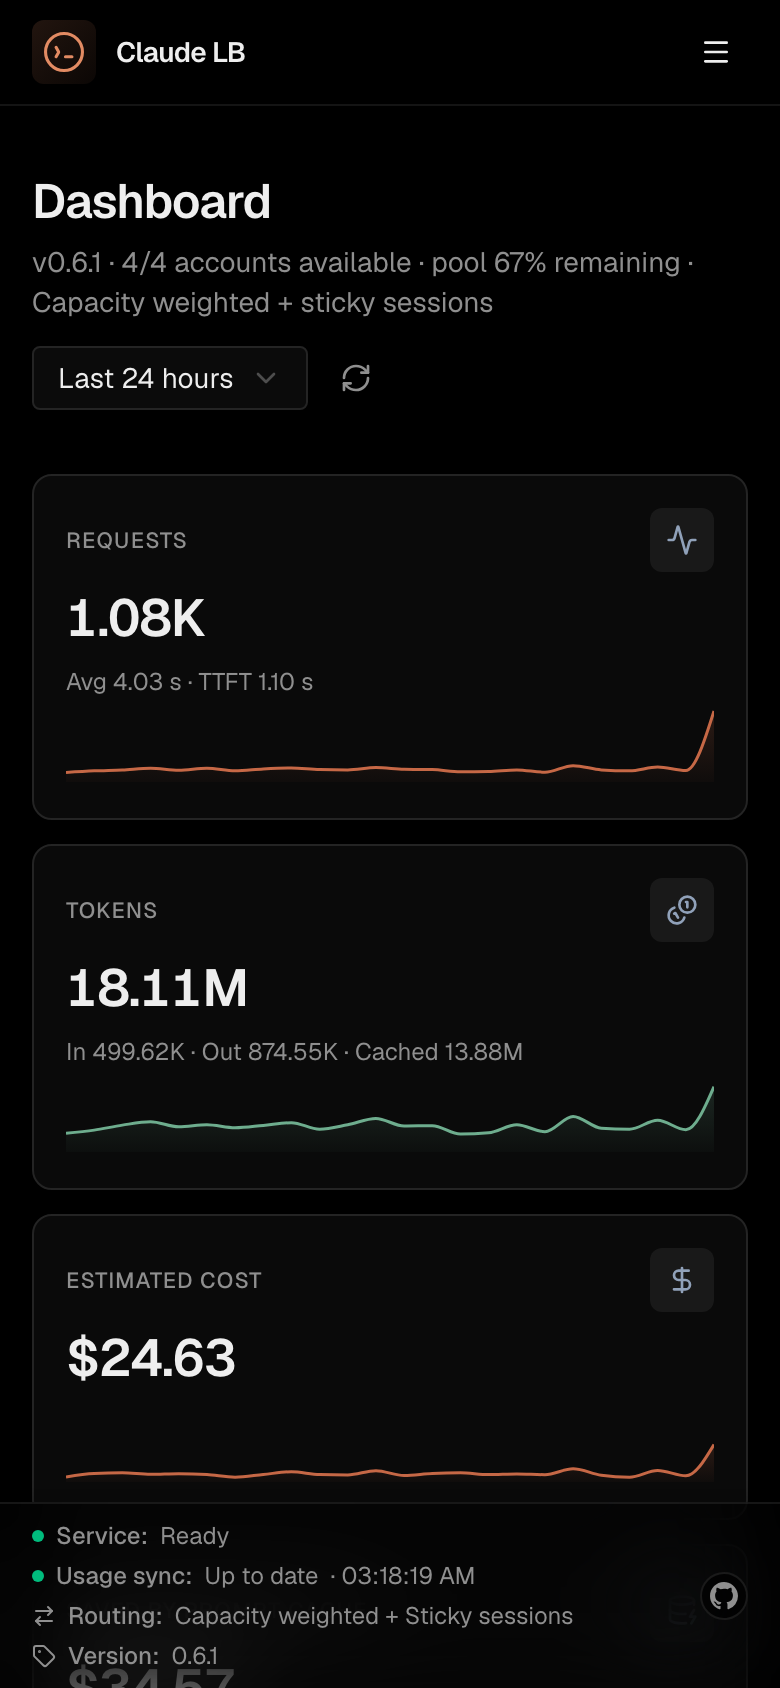 Claude LB
Dashboard
v0.6.1 · 4/4 accounts available · pool 67% remaining ·
Capacity weighted + sticky sessions
Last 24 hours
REQUESTS
1.08K
Avg 4.03 s · TTFT 1.10 s
TOKENS
18.11M
In 499.62K · Out 874.55K · Cached 13.88M
ESTIMATED COST
$24.63
Service: Ready
Usage sync: Up to date · 03:18:19 AM
Routing: Capacity weighted + Sticky sessions
Version: 0.6.1
$34.57